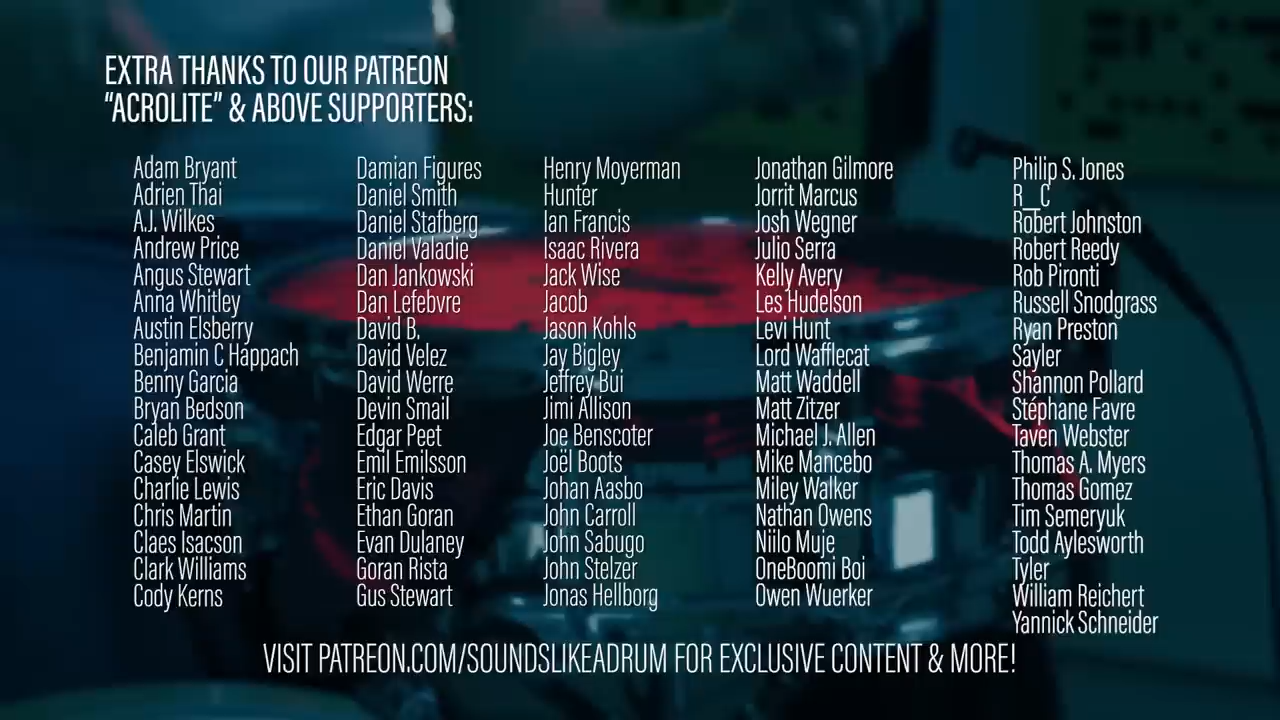 EXTRA THANKS TO OUR PATREON
“ACROLITE” & ABOVE SUPPORTERS:
Adam Bryant
Adrien Thai
A.J. Wilkes
Andrew Price
Angus Stewart
Anna Whitley
Austin Elsberry
Benjamin C Happach
Benny Garcia
Bryan Bedson
Caleb Grant
Casey Elswick
Charlie Lewis
Chris Martin
Claes Isacson
Clark Williams
Cody Kerns
Damian Figures
Daniel Smith
Daniel Stafberg
Daniel Valadie
Dan Jankowski
Dan Lefebvre
David B.
David Velez
David Werre
Devin Smail
Edgar Peet
Emil Emilsson
Eric Davis
Ethan Goran
Evan Dulaney
Goran Rista
Gus Stewart
Henry Moyerman
Hunter
Ian Francis
Isaac Rivera
Jack Wise
Jacob
Jason Kohls
Jay Bigley
Jeffrey Bui
Jimi Allison
Joe Benscoter
Joël Boots
Johan Aasbo
John Carroll
John Sabugo
John Stelzer
Jonas Hellborg
Jonathan Gilmore
Jorrit Marcus
Josh Wegner
Julio Serra
Kelly Avery
Les Hudelson
Levi Hunt
Lord Wafflecat
Matt Waddell
Matt Zitzer
Michael J. Allen
Mike Mancebo
Miley Walker
Nathan Owens
Niilo Muje
OneBoomi Boi
Owen Wuerker
Philip S. Jones
R__C
Robert Johnston
Robert Reedy
Rob Pironti
Russell Snodgrass
Ryan Preston
Sayler
Shannon Pollard
Stéphane Favre
Taven Webster
Thomas A. Myers
Thomas Gomez
Tim Semeryuk
Todd Aylesworth
Tyler
William Reichert
Yannick Schneider
VISIT PATREON.COM/SOUNDSLIKEADRUM FOR EXCLUSIVE CONTENT & MORE!